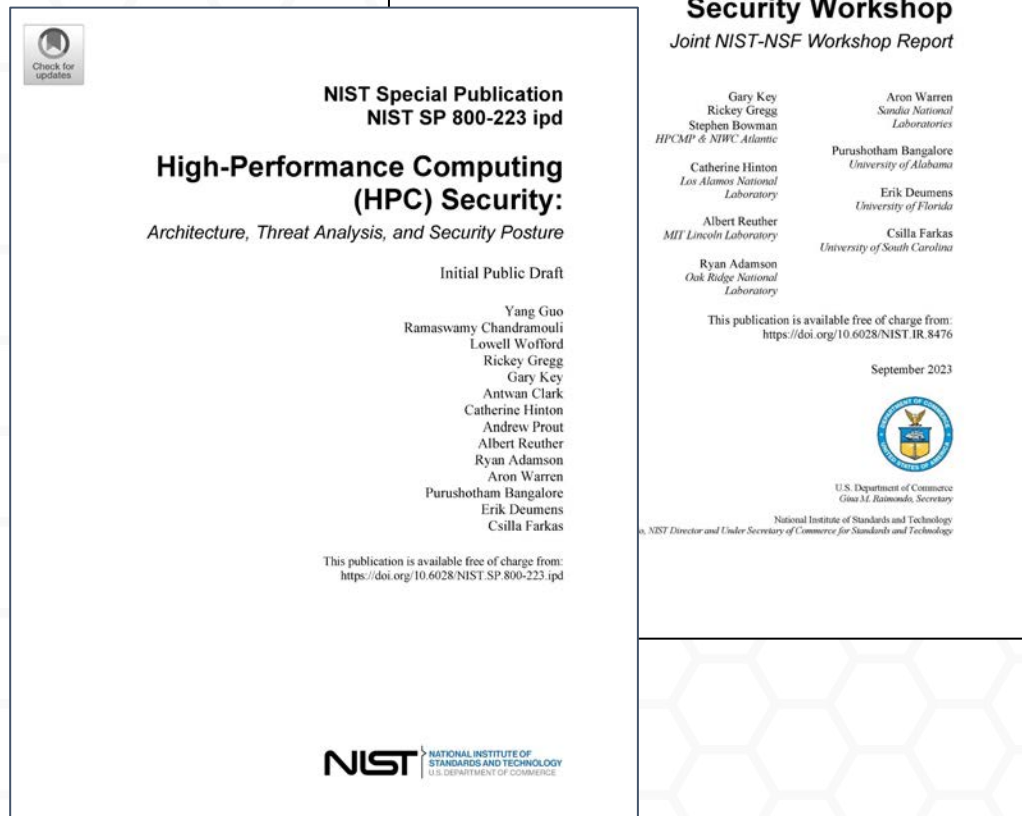 Check for
updates
NIST Special Publication
NIST SP 800-223 ipd
High-Performance Computing
(HPC) Security:
Architecture, Threat Analysis, and Security Posture
Initial Public Draft
Yang Guo
Ramaswamy Chandramouli
Lowell Wofford
Rickey Gregg
Gary Key
Antwan Clark
Catherine Hinton
Andrew Prout
Albert Reuther
Ryan Adamson
Aron Warren
Purushotham Bangalore
Erik Deumens
Csilla Farkas
This publication is available free of charge from:
https://doi.org/10.6028/NIST.SP.800-223.ipd
NIST
NATIONAL INSTITUTE OF
STANDARDS AND TECHNOLOGY
U.S. DEPARTMENT OF COMMERCE
Security Workshop
Joint NIST-NSF Workshop Report
Gary Key
Rickey Gregg
Stephen Bowman
HPCMP & NIWC Atlantic
Catherine Hinton
Los Alamos National
Laboratory
Albert Reuther
MIT Lincoln Laboratory
Ryan Adamson
Oak Ridge National
Laboratory
Aron Warren
Sandia National
Laboratories
Purushotham Bangalore
University of Alabama
Erik Deumens
University of Florida
Csilla Farkas
University of South Carolina
This publication is available free of charge from:
https://doi.org/10.6028/NIST.IR.8476
September 2023
U.S. Department of Commerce
Gina M. Raimondo, Secretary
National Institute of Standards and Technology
NIST Director and Under Secretary of Commerce for Standards and Technology